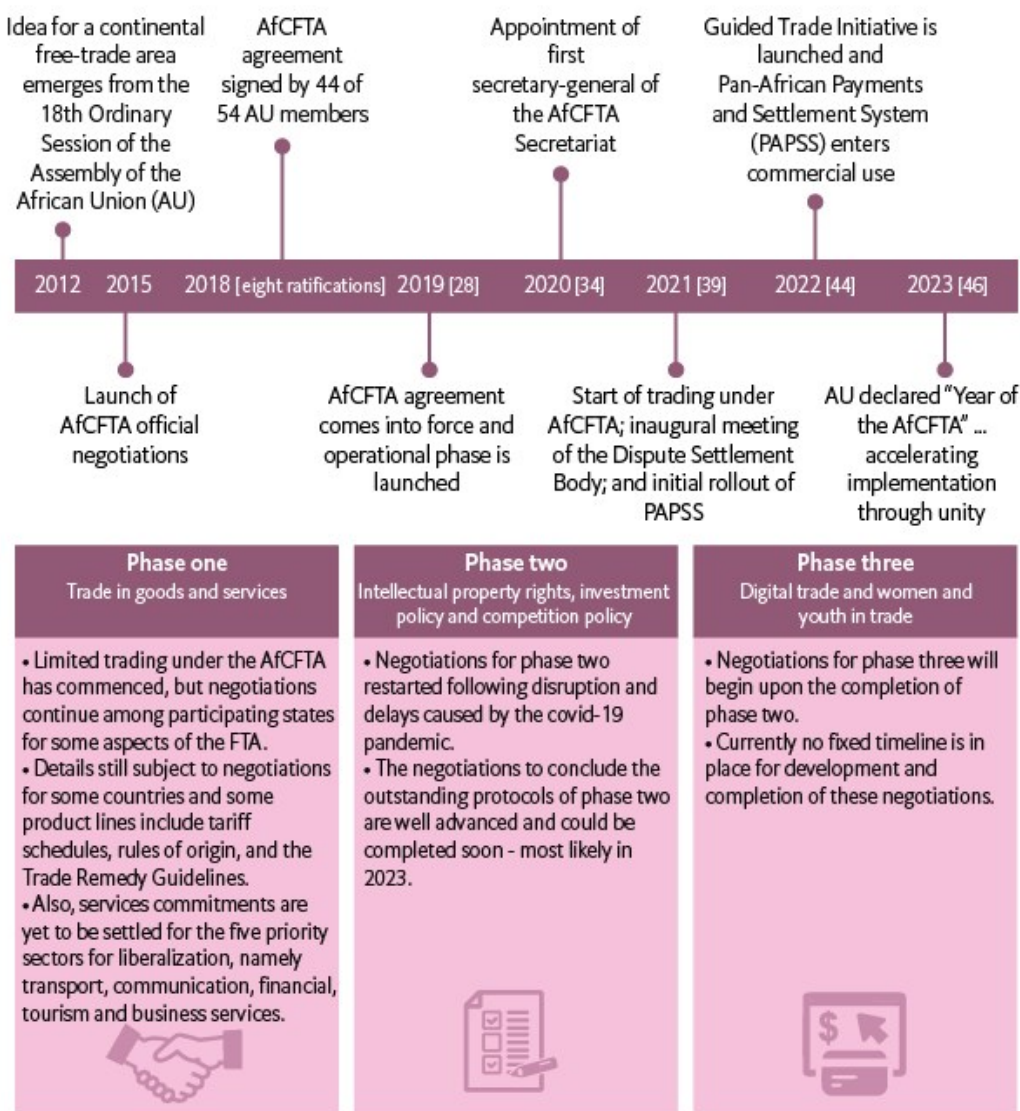 Idea for a continental
free-trade area
emerges from the
18th Ordinary
Session of the
Assembly of the
African Union (AU)
AfCFTA
agreement
signed by 44 of
54 AU members
Appointment of
first
secretary-general of
the AfCFTA
Secretariat
Guided Trade Initiative is
launched and
Pan-African Payments
and Settlement System
(PAPSS) enters
commercial use
2012 2015 2018 [eight ratifications] 2019 [28] 2020 [34] 2021 [39] 2022 [44] 2023 [46]
Launch of
AfCFTA official
negotiations
AfCFTA agreement
comes into force and
operational phase is
launched
Start of trading under
AfCFTA; inaugural meeting
of the Dispute Settlement
Body; and initial rollout of
PAPSS
AU declared "Year of
the AfCFTA" ...
accelerating
implementation
through unity
Phase one
Trade in goods and services
• Limited trading under the AfCFTA
has commenced, but negotiations
continue among participating states
for some aspects of the FTA.
• Details still subject to negotiations
for some countries and some
product lines include tariff
schedules, rules of origin, and the
Trade Remedy Guidelines.
• Also, services commitments are
yet to be settled for the five priority
sectors for liberalization, namely
transport, communication, financial,
tourism and business services.
Phase two
Intellectual property rights, investment
policy and competition policy
• Negotiations for phase two
restarted following disruption and
delays caused by the covid-19
pandemic.
• The negotiations to conclude the
outstanding protocols of phase two
are well advanced and could be
completed soon - most likely in
2023.
Phase three
Digital trade and women and
youth in trade
• Negotiations for phase three will
begin upon the completion of
phase two.
• Currently no fixed timeline is in
place for development and
completion of these negotiations.
$